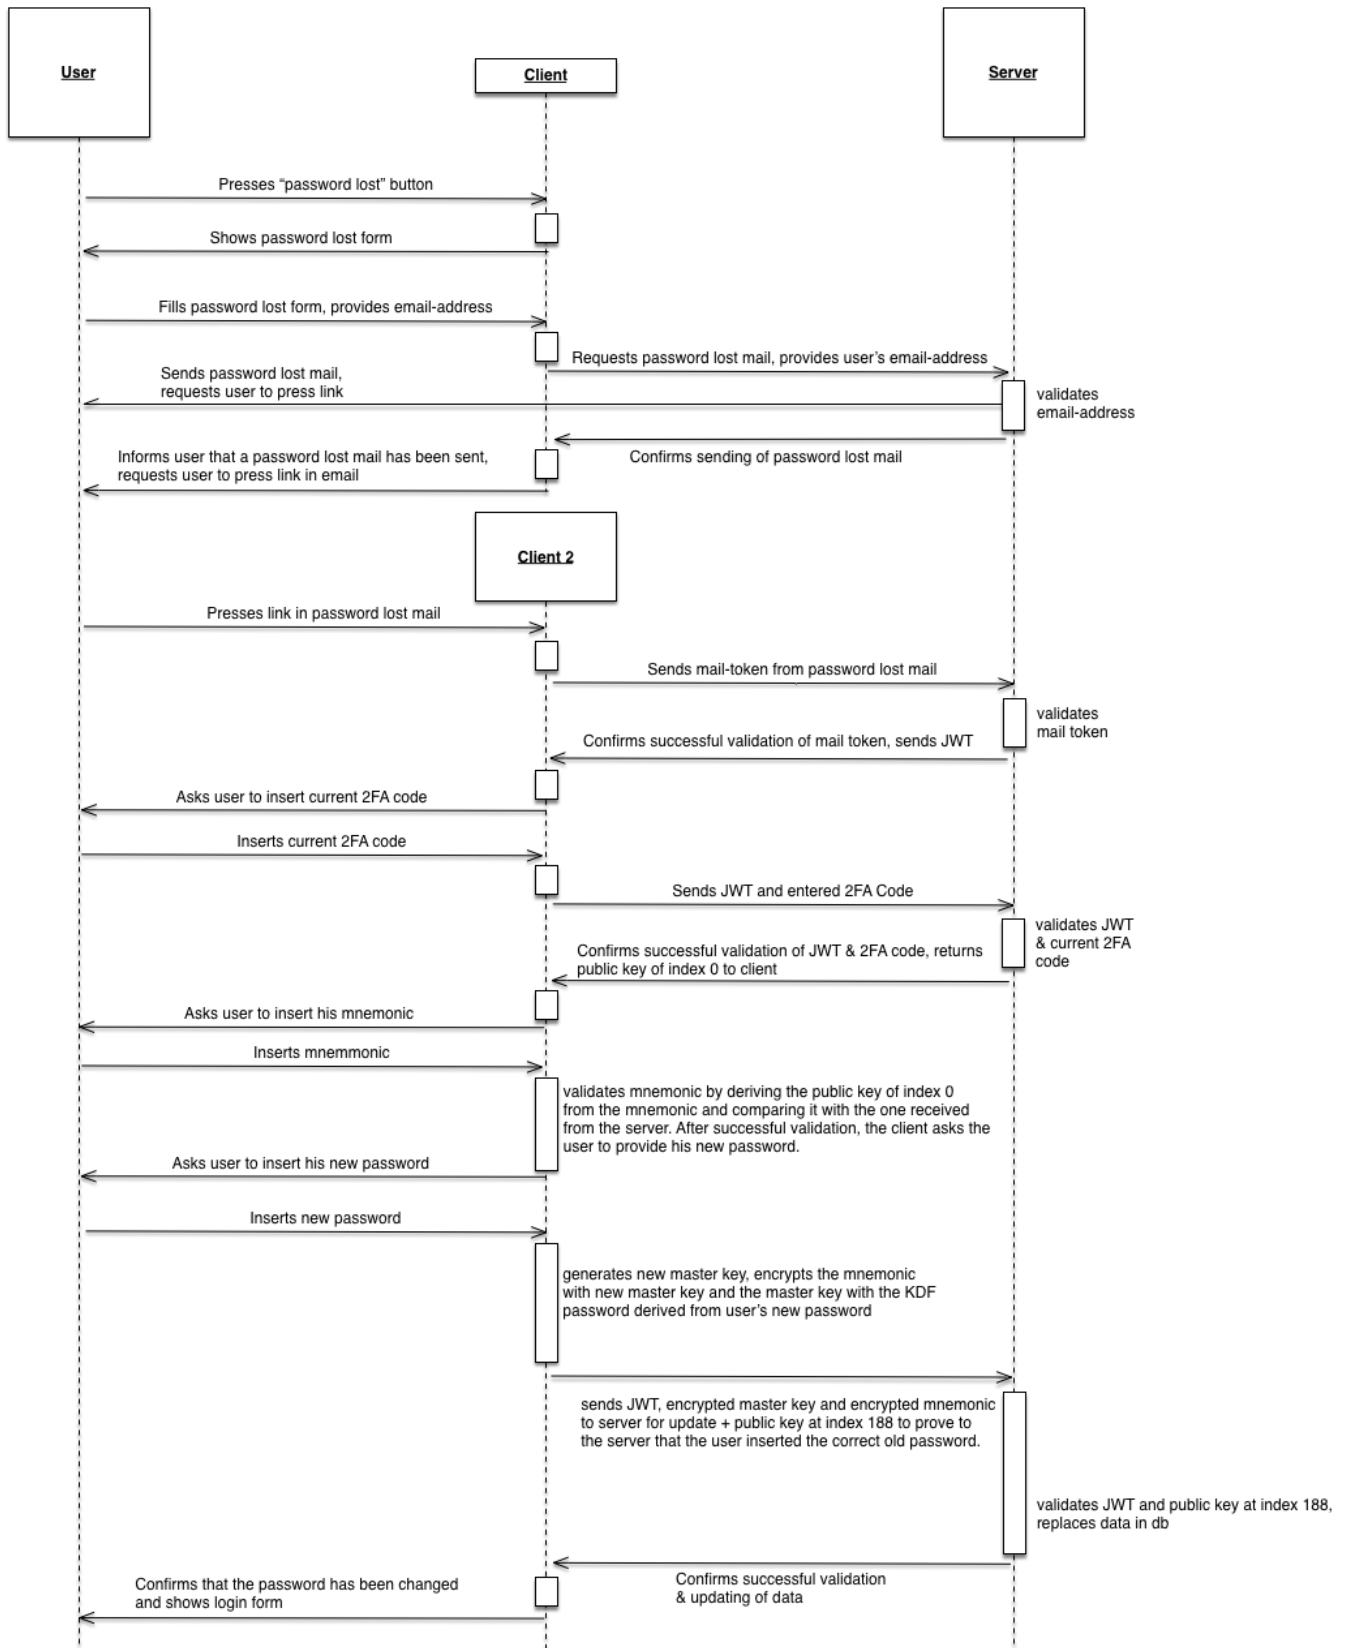 User
Client
Server
Presses “password lost” button
Shows password lost form
Fills password lost form, provides email-address
Requests password lost mail, provides user’s email-address
Sends password lost mail,
requests user to press link
validates
email-address
Confirms sending of password lost mail
Informs user that a password lost mail has been sent,
requests user to press link in email
Client 2
Presses link in password lost mail
Sends mail-token from password lost mail
validates
mail token
Confirms successful validation of mail token, sends JWT
Asks user to insert current 2FA code
Inserts current 2FA code
Sends JWT and entered 2FA Code
validates JWT
& current 2FA
code
Confirms successful validation of JWT & 2FA code, returns
public key of index 0 to client
Asks user to insert his mnemonic
Inserts mnemmonic
validates mnemonic by deriving the public key of index 0
from the mnemonic and comparing it with the one received
from the server. After successful validation, the client asks the
user to provide his new password.
Asks user to insert his new password
Inserts new password
generates new master key, encrypts the mnemonic
with new master key and the master key with the KDF
password derived from user’s new password
sends JWT, encrypted master key and encrypted mnemonic
to server for update + public key at index 188 to prove to
the server that the user inserted the correct old password.
validates JWT and public key at index 188,
replaces data in db
Confirms successful validation
& updating of data
Confirms that the password has been changed
and shows login form